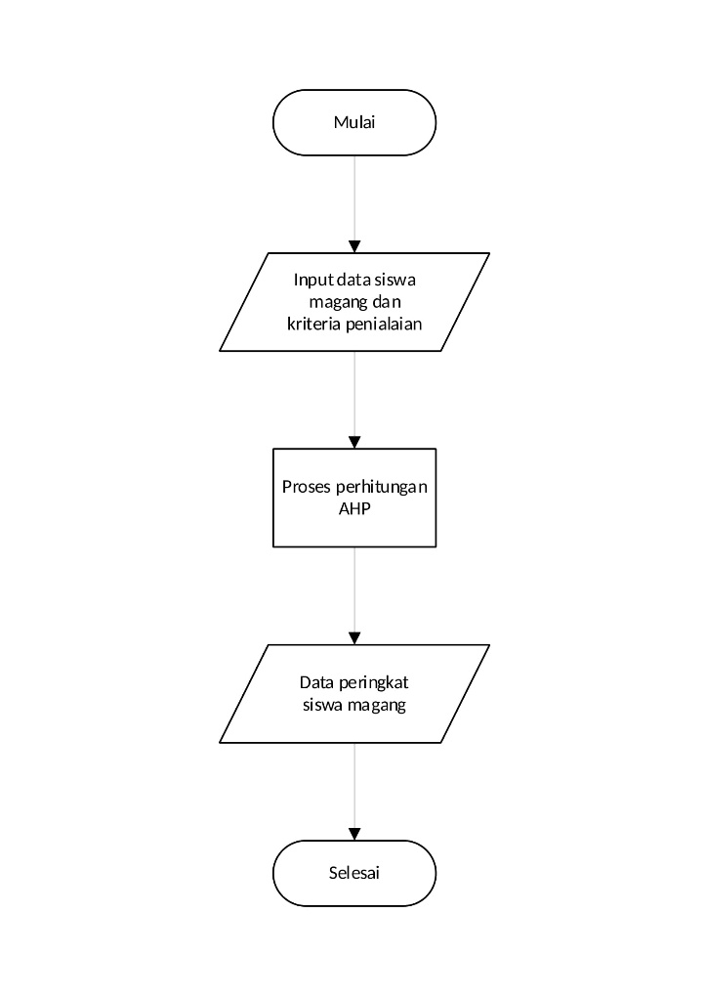 Mulai
Input data siswa
magang dan
kriteria penialaian
Proses perhitungan
AHP
Data peringkat
siswa magang
Selesai